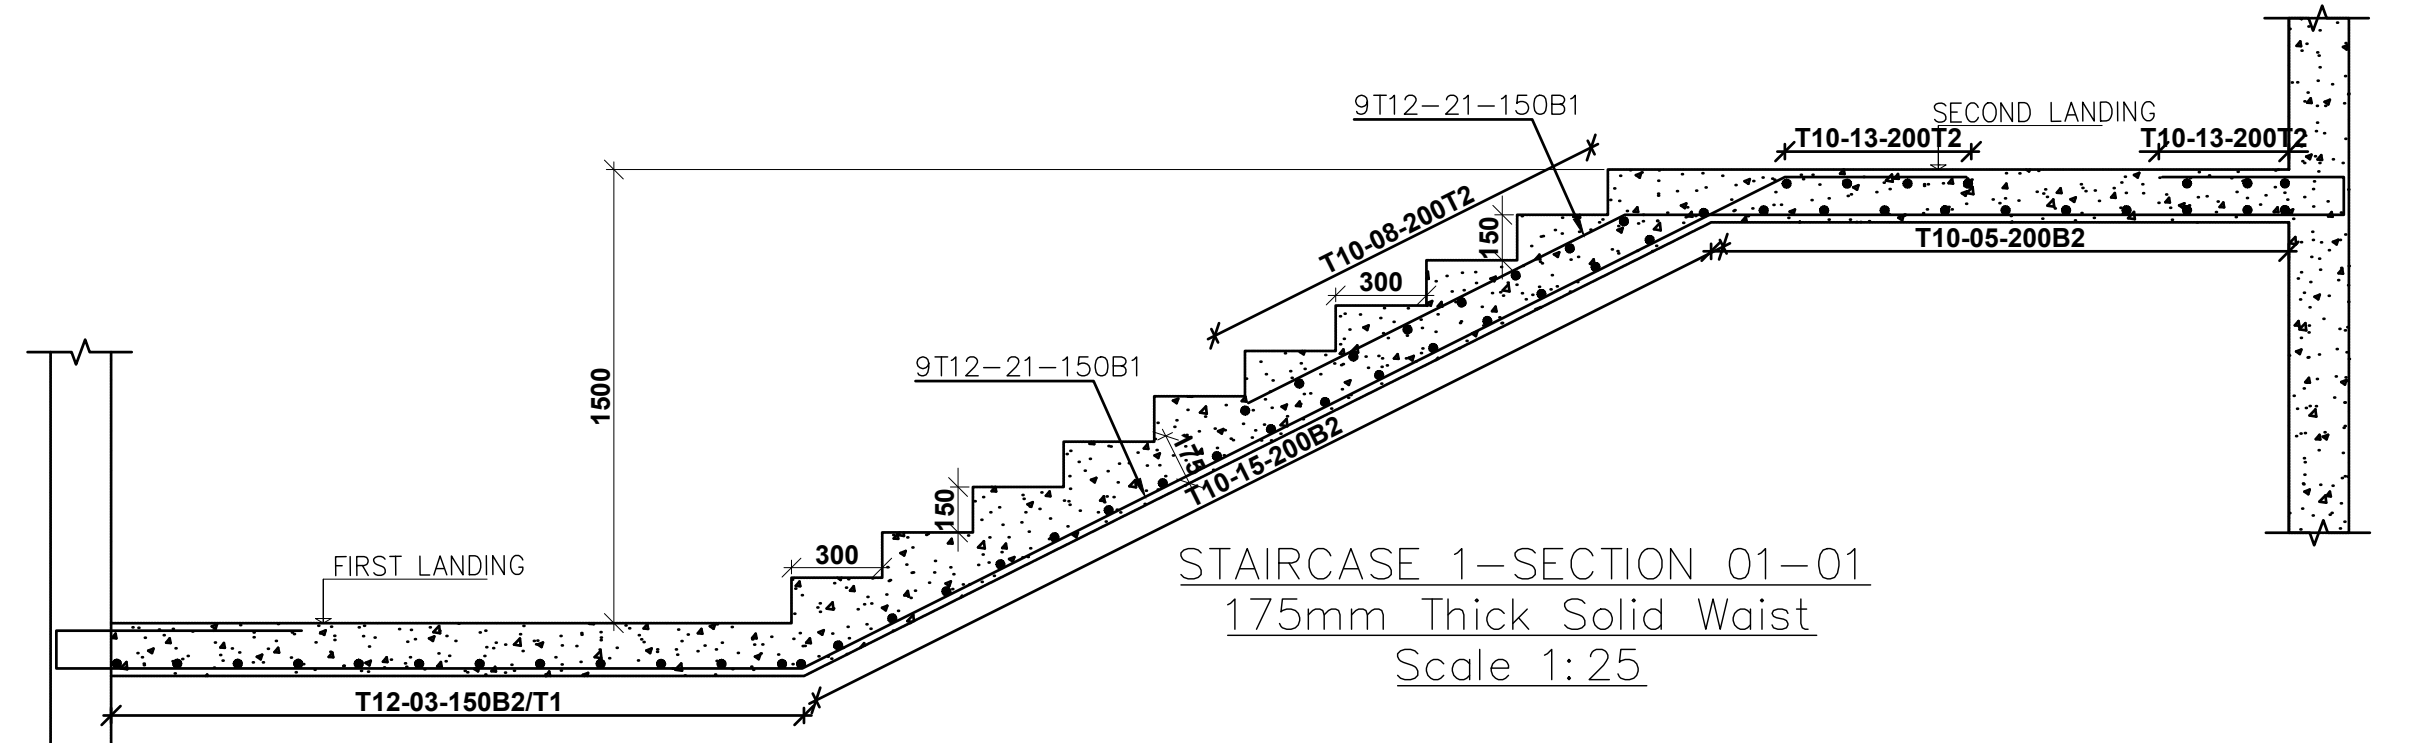 9T12-21-150B1
SECOND LANDING
T10-13-200T2
T10-13-200T2
T10-08-200T2
150
T10-05-200B2
300
9T12-21-150B1
1500
175
T10-15-200B2
150
300
FIRST LANDING
STAIRCASE 1-SECTION 01-01
175mm Thick Solid Waist
Scale 1:25
T12-03-150B2/T1